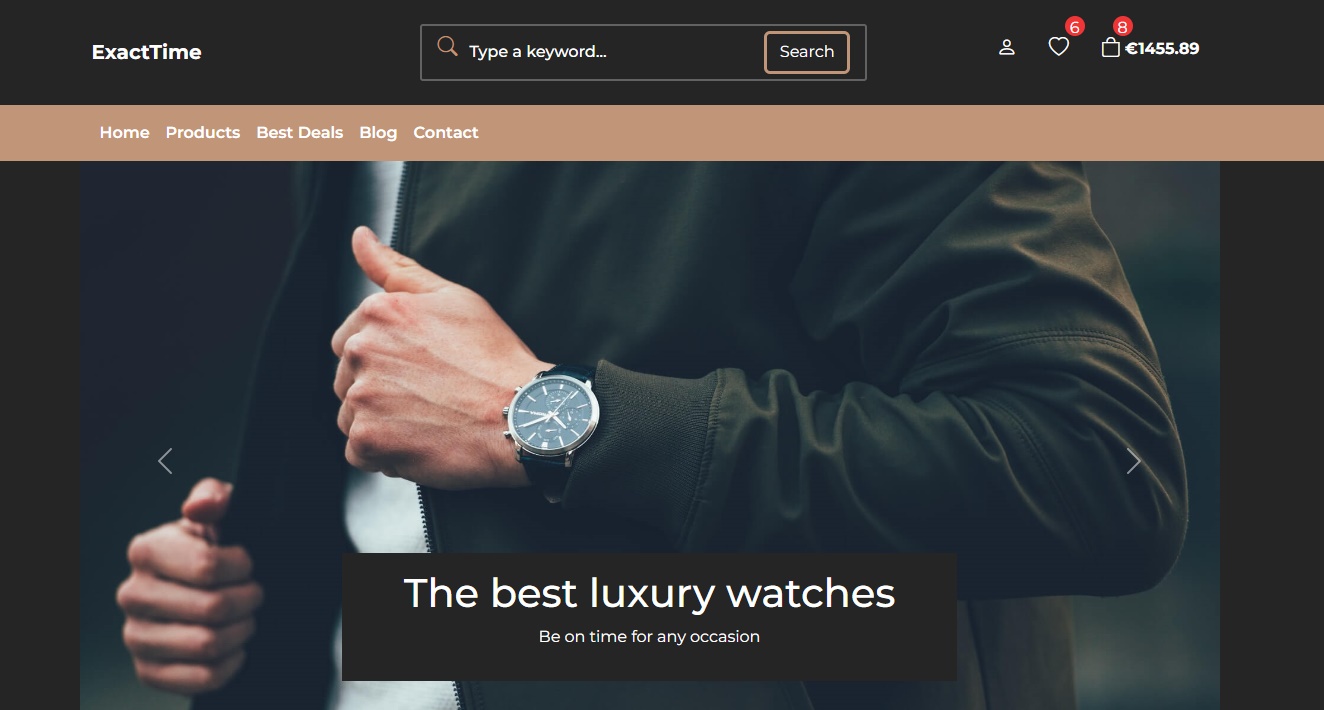 ExactTime
Type a keyword...
Search
6
8
€1455.89
Home Products Best Deals Blog Contact
The best luxury watches
Be on time for any occasion